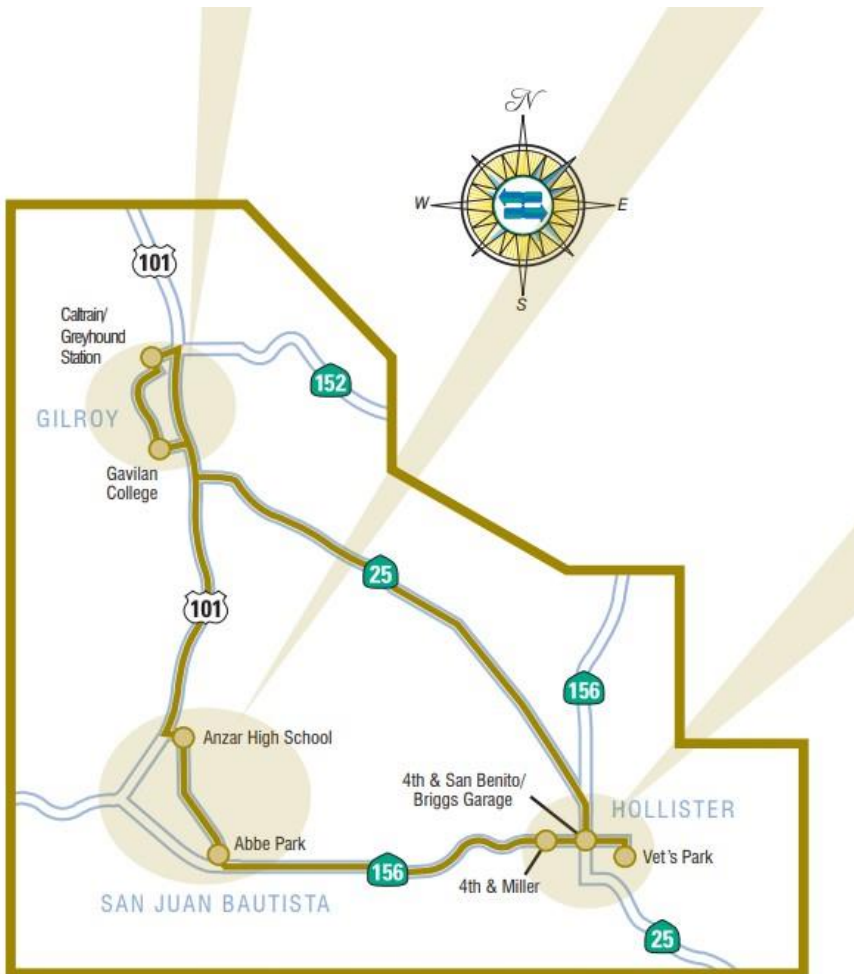 N
W
E
S
101
Caltrain/
Greyhound
Station
152
GILROY
Gavilan
College
25
101
156
Anzar High School
4th & San Benito/
Briggs Garage
HOLLISTER
Abbe Park
Vet's Park
156
4th & Miller
SAN JUAN BAUTISTA
25